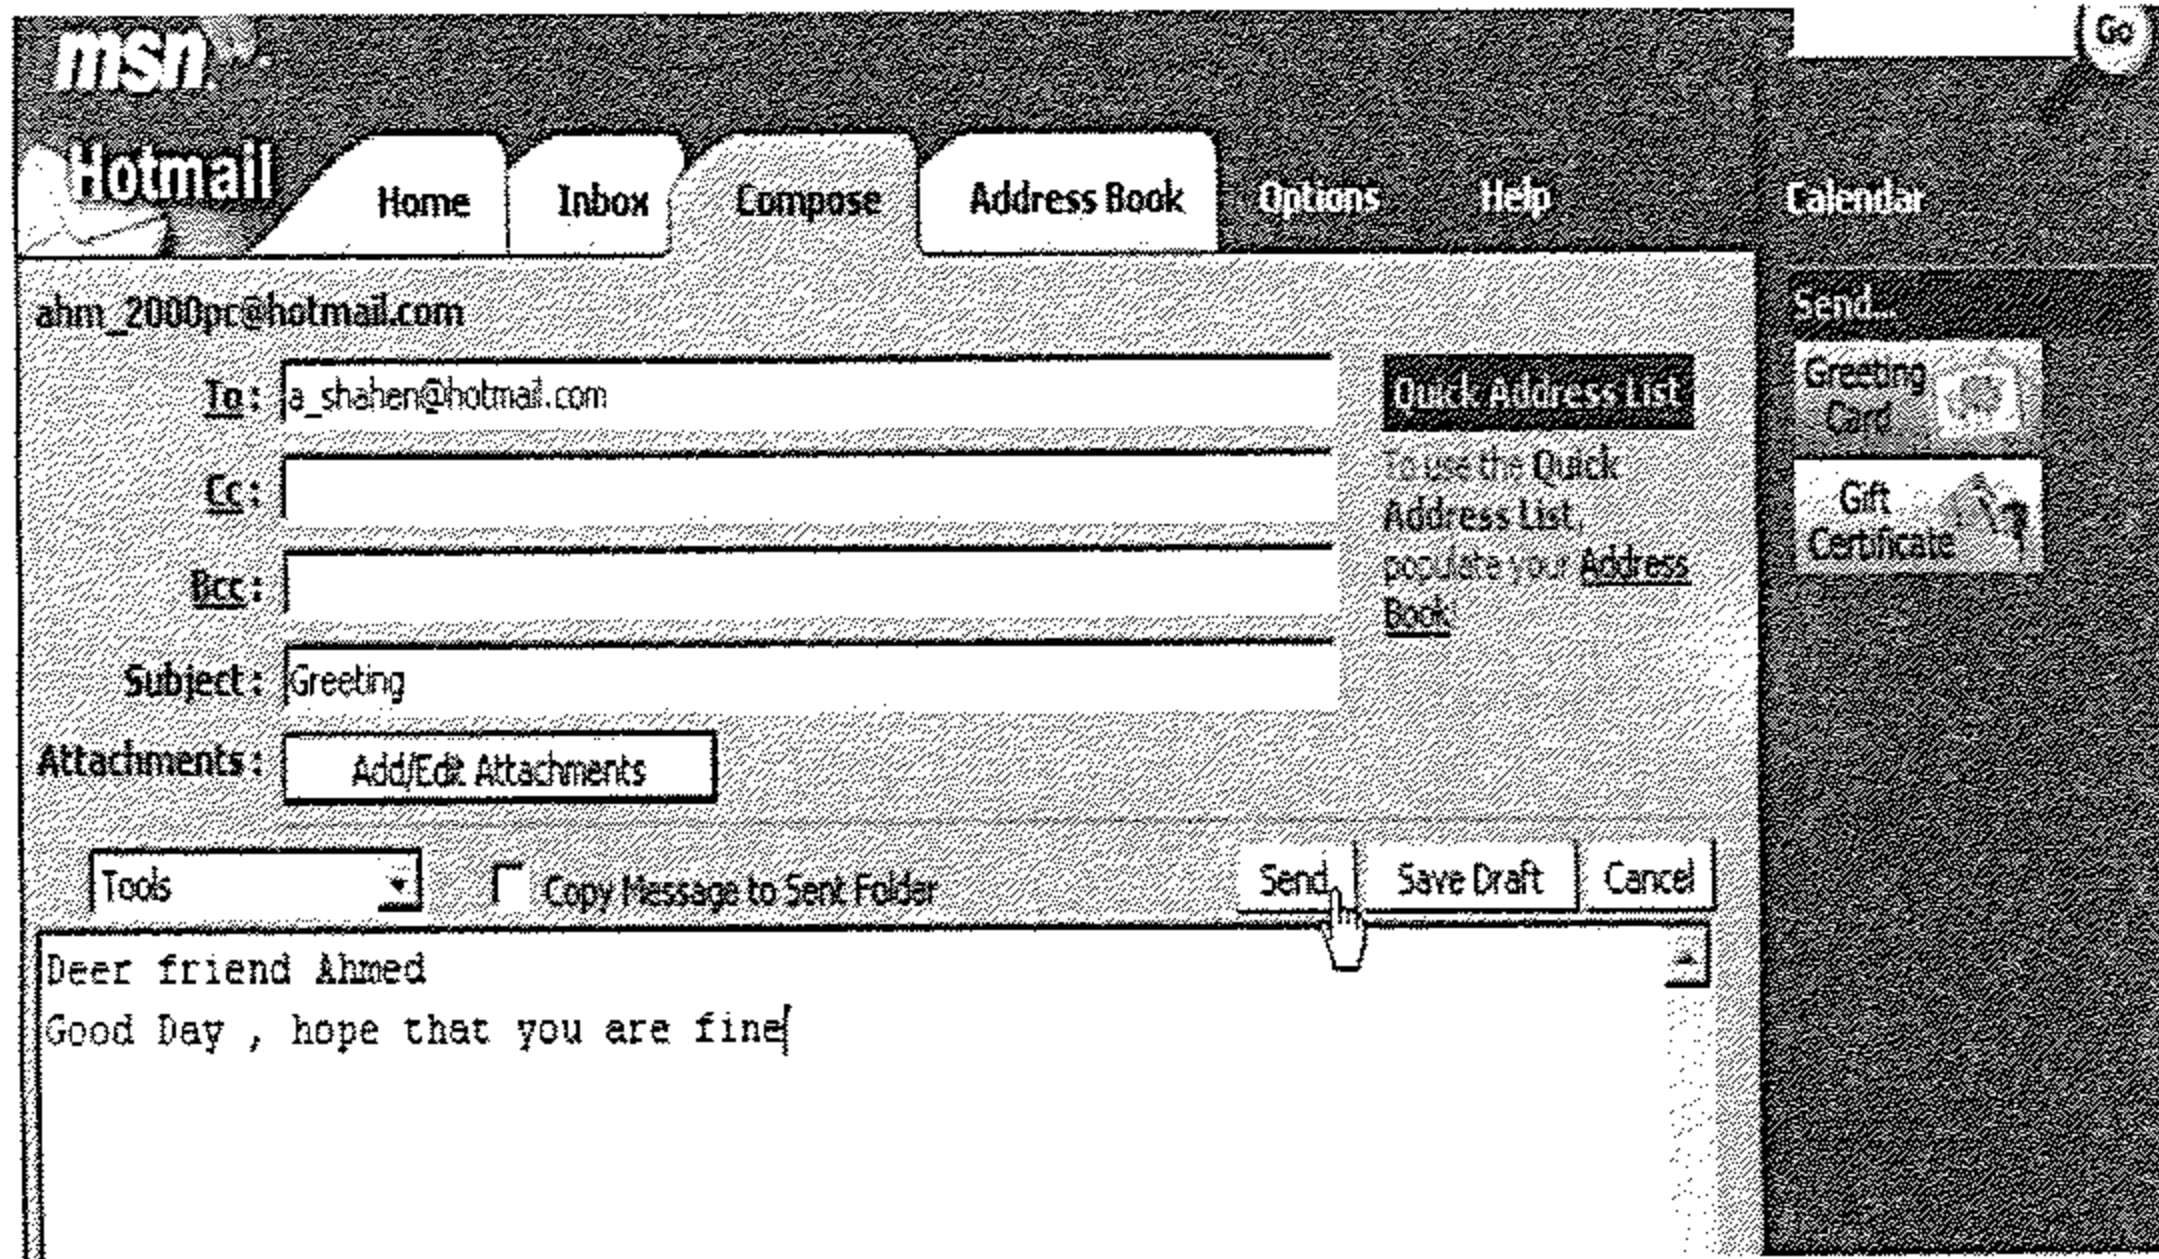 msn
Go
Hotmail
Home
Inbox
Compose
Address Book
Options
Help
Calendar
ahm_2000pc@hotmail.com
To: a_shahen@hotmail.com
Cc:
Bcc:
Subject: Greeting
Attachments: Add/Edit Attachments
Quick Address List
To use the Quick
Address List,
populate your Address
Book!
Send...
Greeting
Card
Gift
Certificate
Tools
Copy Message to Sent Folder
Send
Save Draft
Cancel
Deer friend Ahmed
Good Day , hope that you are fine